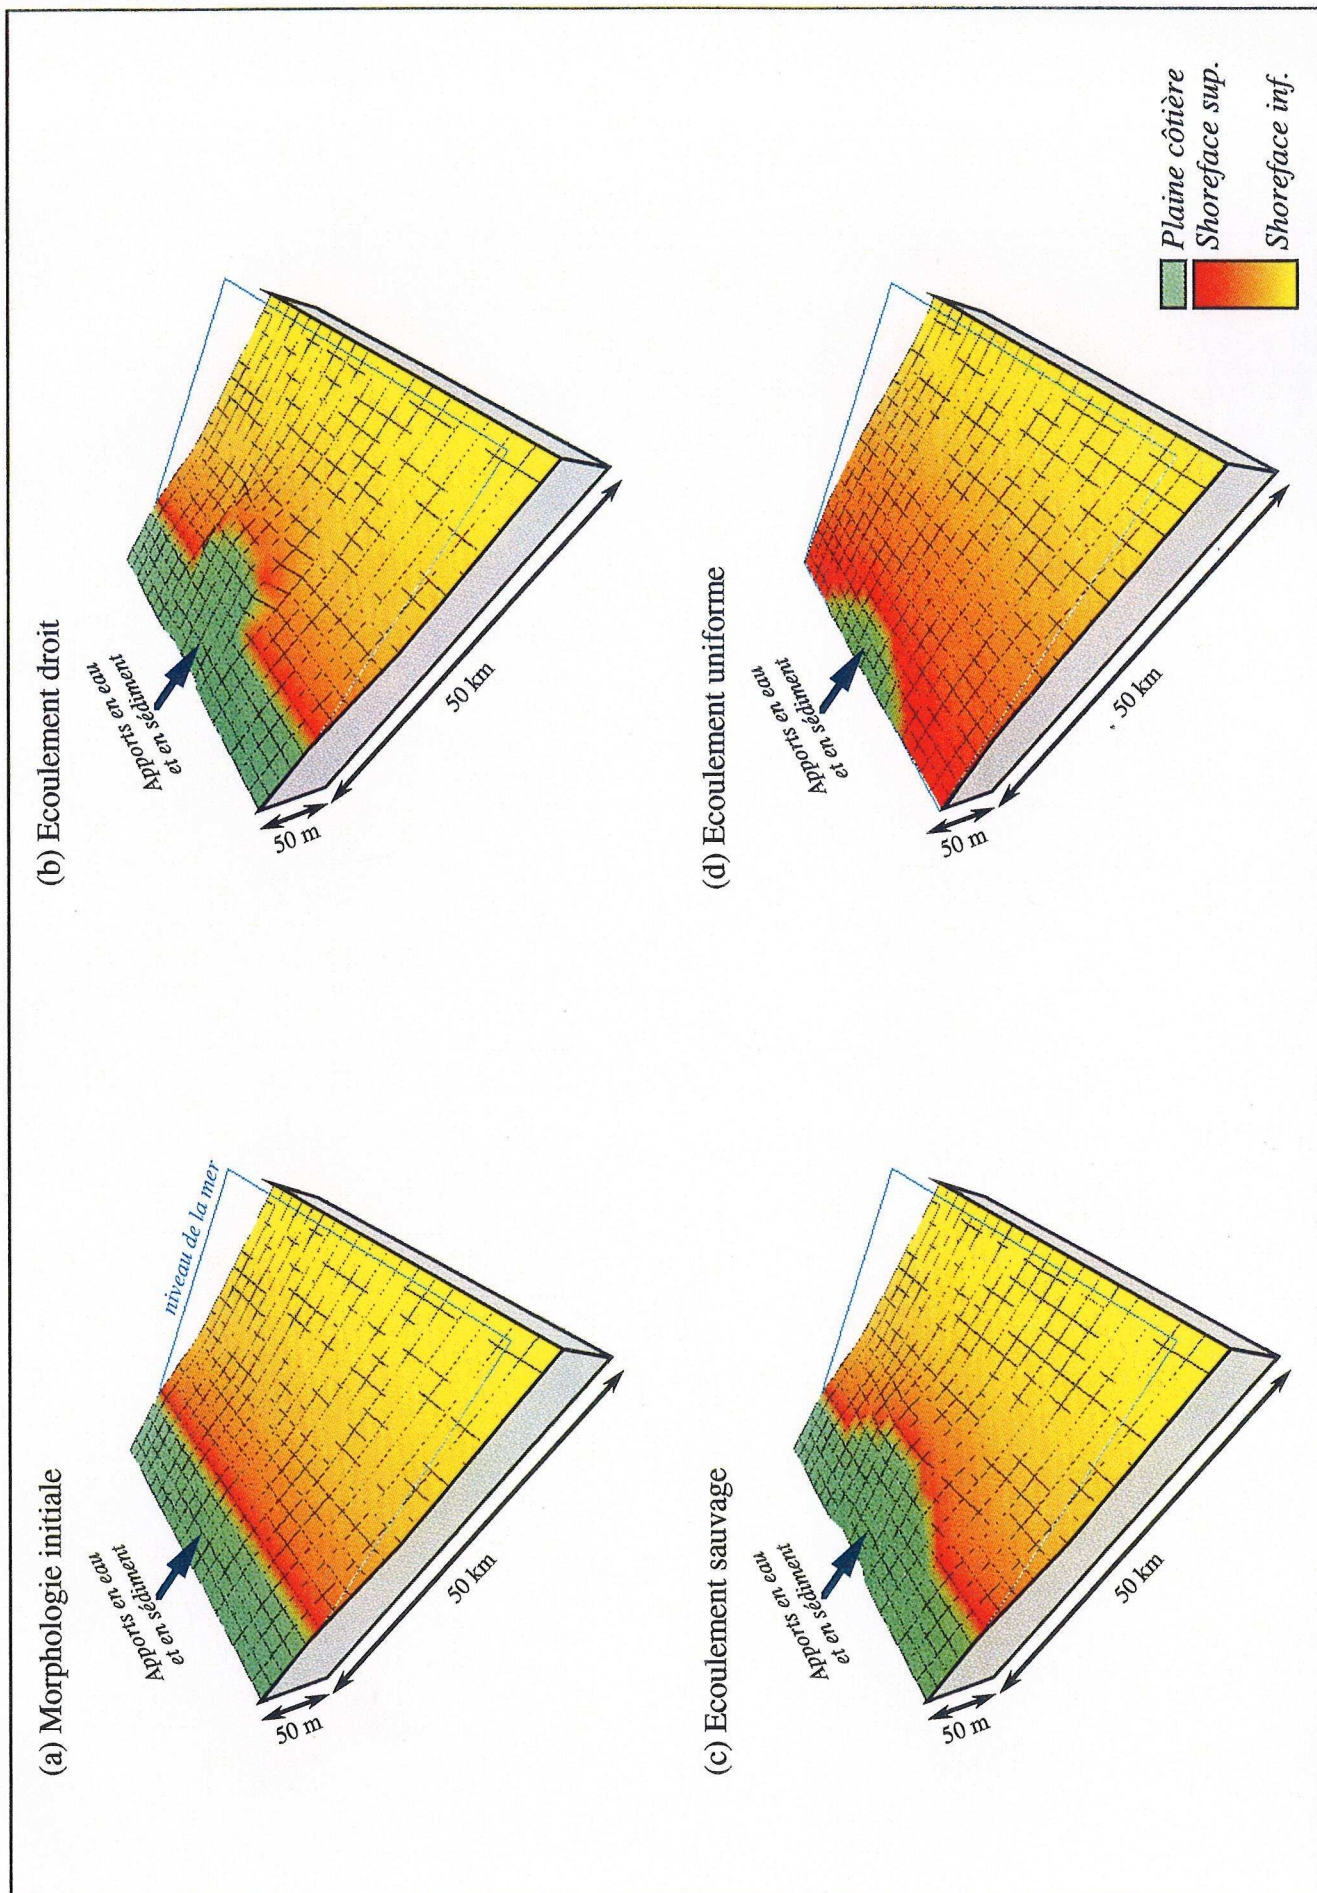 (a) Morphologie initiale
Apports en eau
et en sédiment
niveau de la mer
50 m
50 km
(b) Ecoulement droit
Apports en eau
et en sédiment
50 m
50 km
(c) Ecoulement sauvage
Apports en eau
et en sédiment
50 m
50 km
(d) Ecoulement uniforme
Apports en eau
et en sédiment
50 m
50 km
Plaine côtière
Shoreface sup.
Shoreface inf.